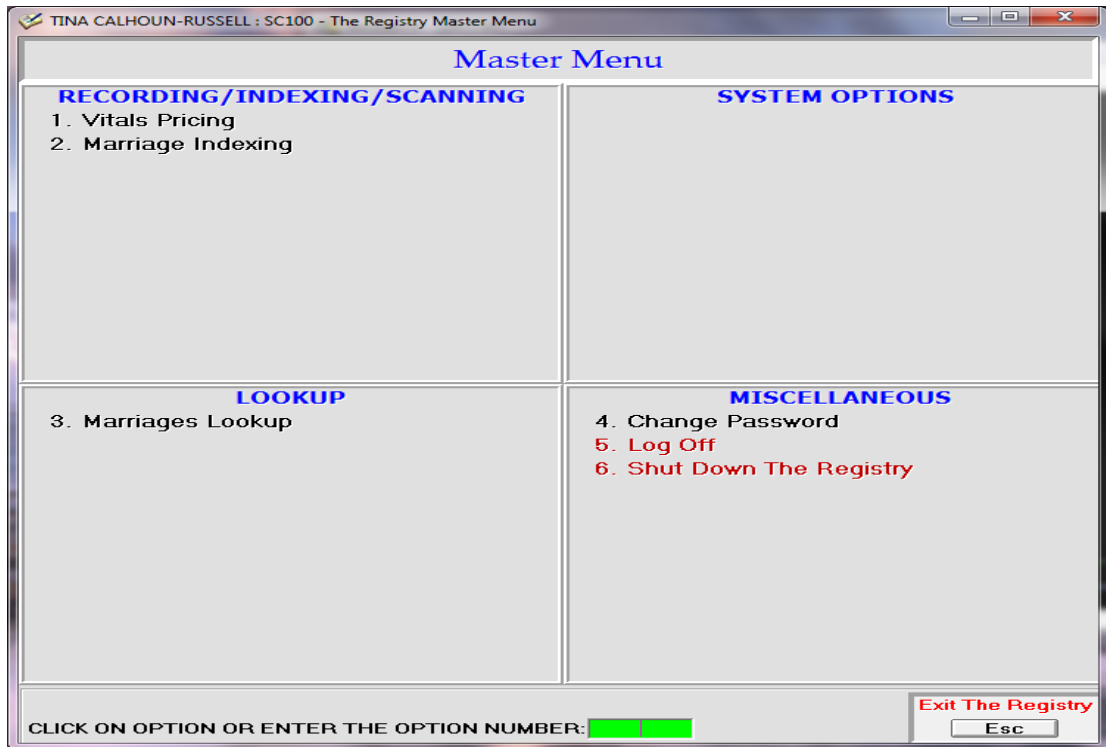 TINA CALHOUN-RUSSELL : SC100 - The Registry Master Menu
Master Menu
RECORDING/INDEXING/SCANNING
1. Vitals Pricing
2. Marriage Indexing
SYSTEM OPTIONS
LOOKUP
3. Marriages Lookup
MISCELLANEOUS
4. Change Password
5. Log Off
6. Shut Down The Registry
CLICK ON OPTION OR ENTER THE OPTION NUMBER:
Exit The Registry
Esc